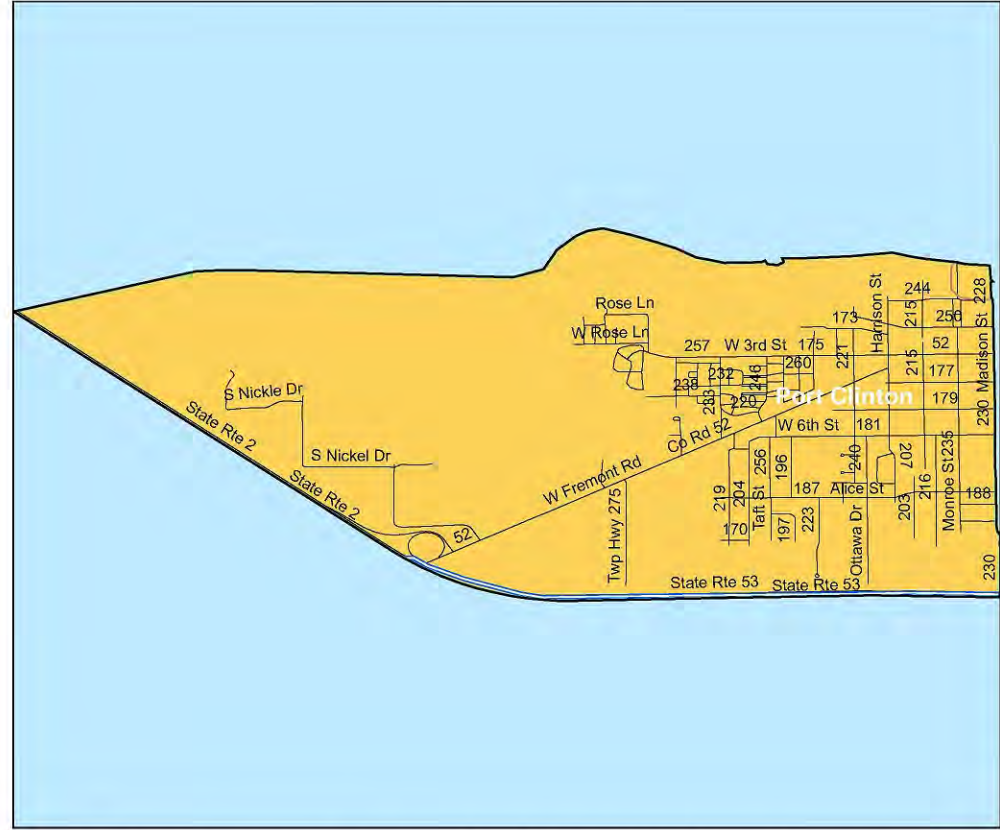 244
228
Harrison St
215
256
173
Rose Ln
W Rose Ln
Madison St
52
257
W 3rd St
175
221
260
215
177
232
246
238
S Nickle Dr
233
220
Port Clinton
179
230
State Rte 2
Co Rd 52
W 6th St
181
235
S Nickel Dr
256
196
240
207
W Fremont Rd
State Rte 2
187
Alice St
216
188
219
204
Taft St
Monroe St
203
Twp Hwy 275
223
197
170
Ottawa Dr
52
230
State Rte 53
State Rte 53